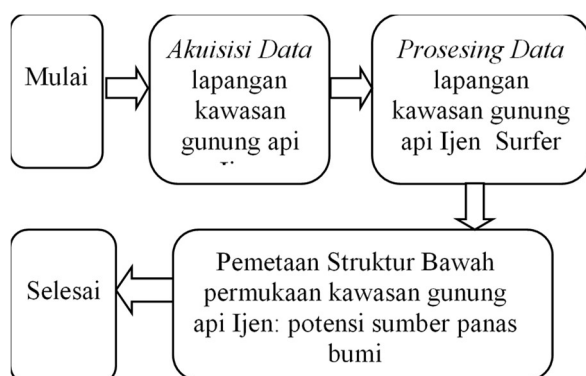 Mulai
Akuisisi Data
lapangan
kawasan
gunung api
Prosesing Data
lapangan
kawasan gunung
api Ijen Surfer
Pemetaan Struktur Bawah
permukaan kawasan gunung
api Ijen: potensi sumber panas
bumi
Selesai